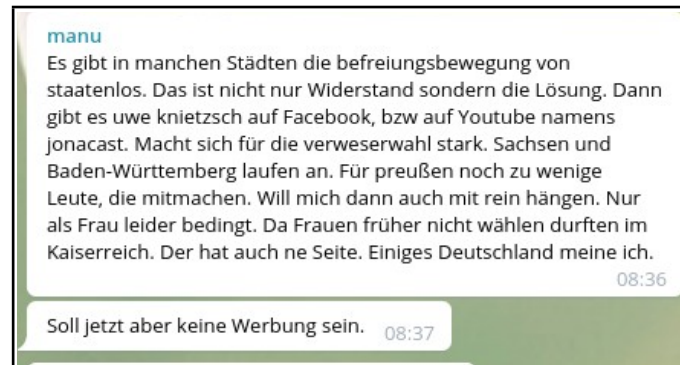 manu
Es gibt in manchen Städten die befreiungsbewegung von
staatenlos. Das ist nicht nur Widerstand sondern die Lösung. Dann
gibt es uwe knietzsch auf Facebook, bzw auf Youtube namens
jonacast. Macht sich für die verweserwahl stark. Sachsen und
Baden-Württemberg laufen an. Für preußen noch zu wenige
Leute, die mitmachen. Will mich dann auch mit rein hängen. Nur
als Frau leider bedingt. Da Frauen früher nicht wählen durften im
Kaiserreich. Der hat auch ne Seite. Einiges Deutschland meine ich.
08:36
Soll jetzt aber keine Werbung sein. 08:37